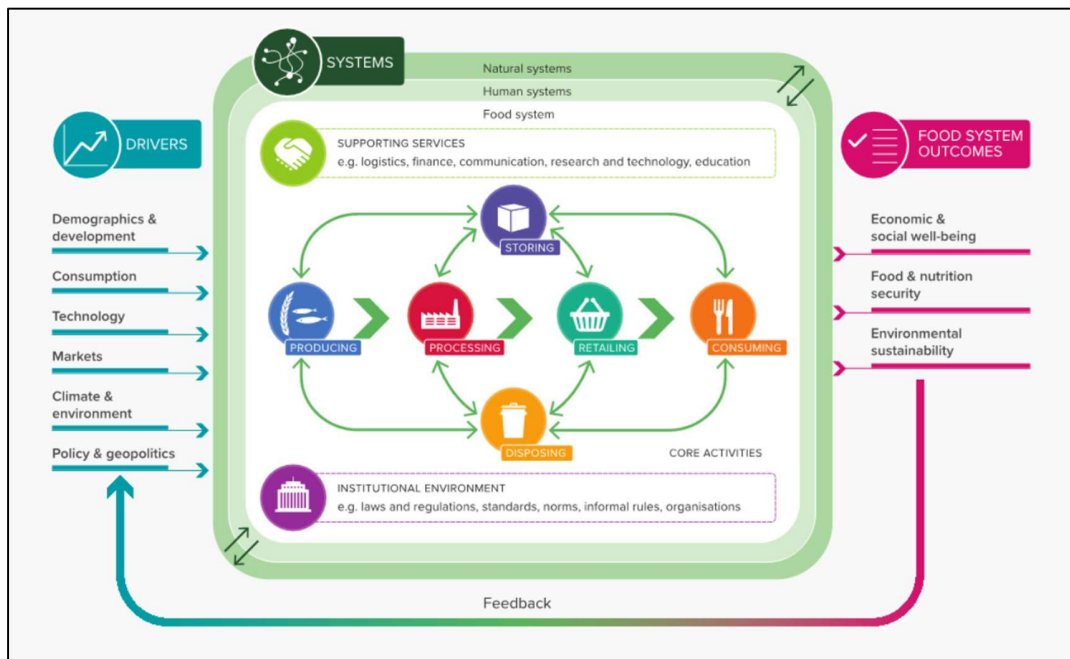 SYSTEMS
Natural systems
Human systems
Food system
DRIVERS
Demographics &
development
Consumption
Technology
Markets
Climate &
environment
Policy & geopolitics
SUPPORTING SERVICES
e.g. logistics, finance, communication, research and technology, education
STORING
PRODUCING
PROCESSING
RETAILING
CONSUMING
DISPOSING
CORE ACTIVITIES
INSTITUTIONAL ENVIRONMENT
e.g. laws and regulations, standards, norms, informal rules, organisations
FOOD SYSTEM
OUTCOMES
Economic &
social well-being
Food & nutrition
security
Environmental
sustainability
Feedback